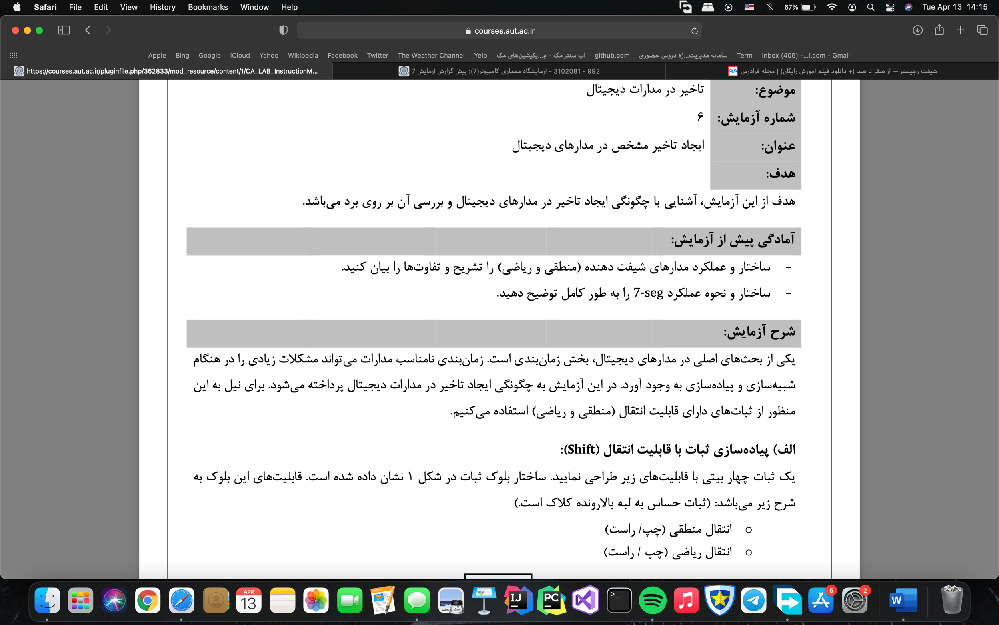 Safari File Edit View History Bookmarks Window Help 67% Tue Apr 13 14:15
courses.aut.ac.ir
Apple Bing Google iCloud Yahoo Wikipedia Facebook Twitter The Weather Channel Yelp اپ سنتر مک - م...یکیشین‌های مک github.com سامانه مدیریت...ژه دروس حضوری Term Inbox (405) -...l.com - Gmail
https://courses.aut.ac.ir/pluginfile.php/362833/mod_resource/content/1/CA_LAB_InstructionM...
992 - 3102081 - آزمایشگاه معماری کامپیوتر(7): پیش گزارش آزمایش 7
شیفت رجیستر — از صفر تا صد (+ دانلود فیلم آموزش رایگان) | مجله فرادرس
موضوع: تاخیر در مدارات دیجیتال
شماره آزمایش: ۶
عنوان: ایجاد تاخیر مشخص در مدارهای دیجیتال
هدف:
هدف از این آزمایش، آشنایی با چگونگی ایجاد تاخیر در مدارهای دیجیتال و بررسی آن بر روی برد می‌باشد.
آمادگی پیش از آزمایش:
- ساختار و عملکرد مدارهای شیفت دهنده (منطقی و ریاضی) را تشریح و تفاوت‌ها را بیان کنید.
- ساختار و نحوه عملکرد 7-seg را به طور کامل توضیح دهید.
شرح آزمایش:
یکی از بحث‌های اصلی در مدارهای دیجیتال، بخش زمان‌بندی است. زمان‌بندی نامناسب مدارات می‌تواند مشکلات زیادی را در هنگام
شبیه‌سازی و پیاده‌سازی به وجود آورد. در این آزمایش به چگونگی ایجاد تاخیر در مدارات دیجیتال پرداخته می‌شود. برای نیل به این
منظور از ثبات‌های دارای قابلیت انتقال (منطقی و ریاضی) استفاده می‌کنیم.
الف) پیاده‌سازی ثبات با قابلیت انتقال (Shift):
یک ثبات چهار بیتی با قابلیت‌های زیر طراحی نمایید. ساختار بلوک ثبات در شکل ۱ نشان داده شده است. قابلیت‌های این بلوک به
شرح زیر می‌باشد: (ثبات حساس به لبه بالارونده کلاک است.)
o انتقال منطقی (چپ/ راست)
o انتقال ریاضی (چپ / راست)
APR
13
PAGES
IJ
PC
>_
5
2
W